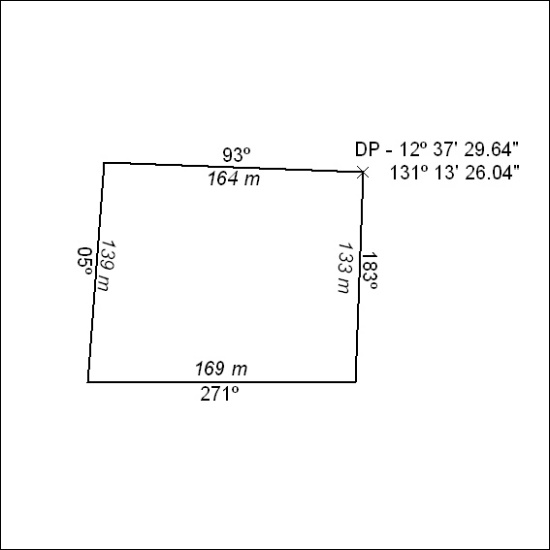 93º
DP - 12º 37' 29.64"
131º 13' 26.04"
164 m
05º
139 m
133 m
183º
169 m
271º